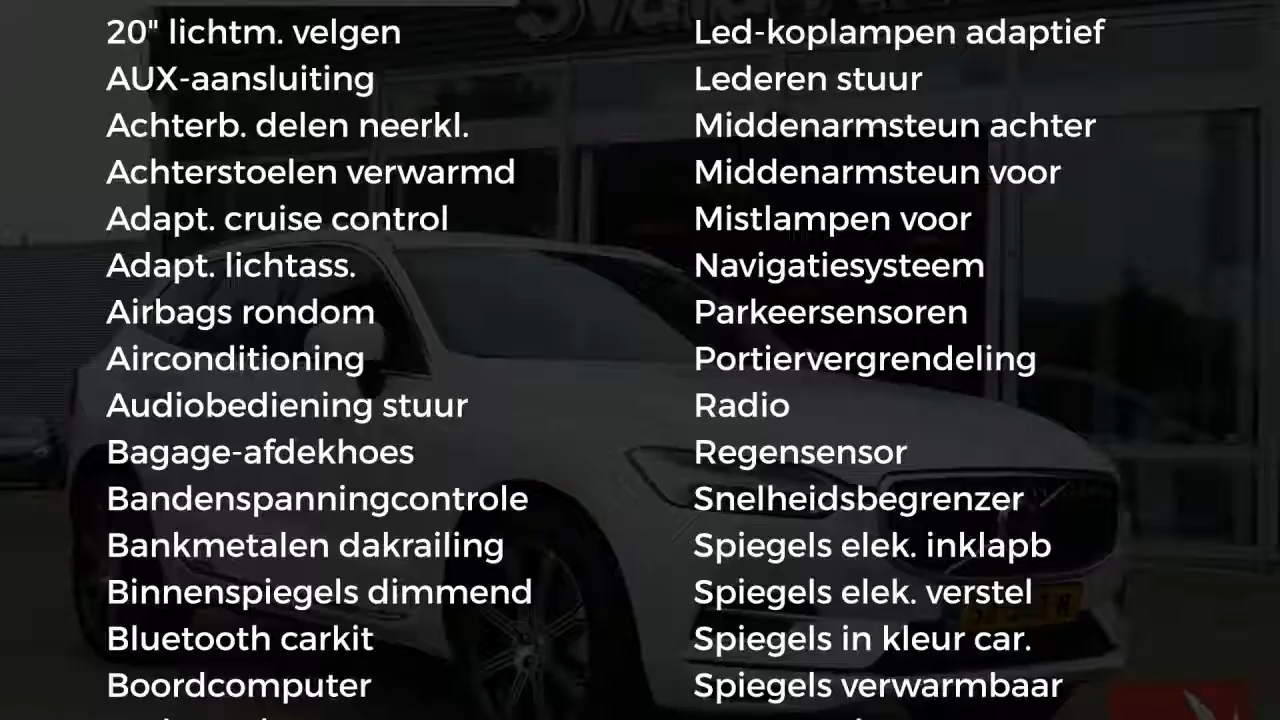 20" lichtm. velgen
AUX-aansluiting
Achterb. delen neerkl.
Achterstoelen verwarmd
Adapt. cruise control
Adapt. lichtass.
Airbags rondom
Airconditioning
Audiobediening stuur
Bagage-afdekhoes
Bandenspanningcontrole
Bankmetalen dakrailing
Binnenspiegels dimmend
Bluetooth carkit
Boordcomputer
Led-koplampen adaptief
Lederen stuur
Middenarmsteun achter
Middenarmsteun voor
Mistlampen voor
Navigatiesysteem
Parkeersensoren
Portiervergrendeling
Radio
Regensensor
Snelheidsbegrenzer
Spiegels elek. inklapb
Spiegels elek. verstel
Spiegels in kleur car.
Spiegels verwarmbaar